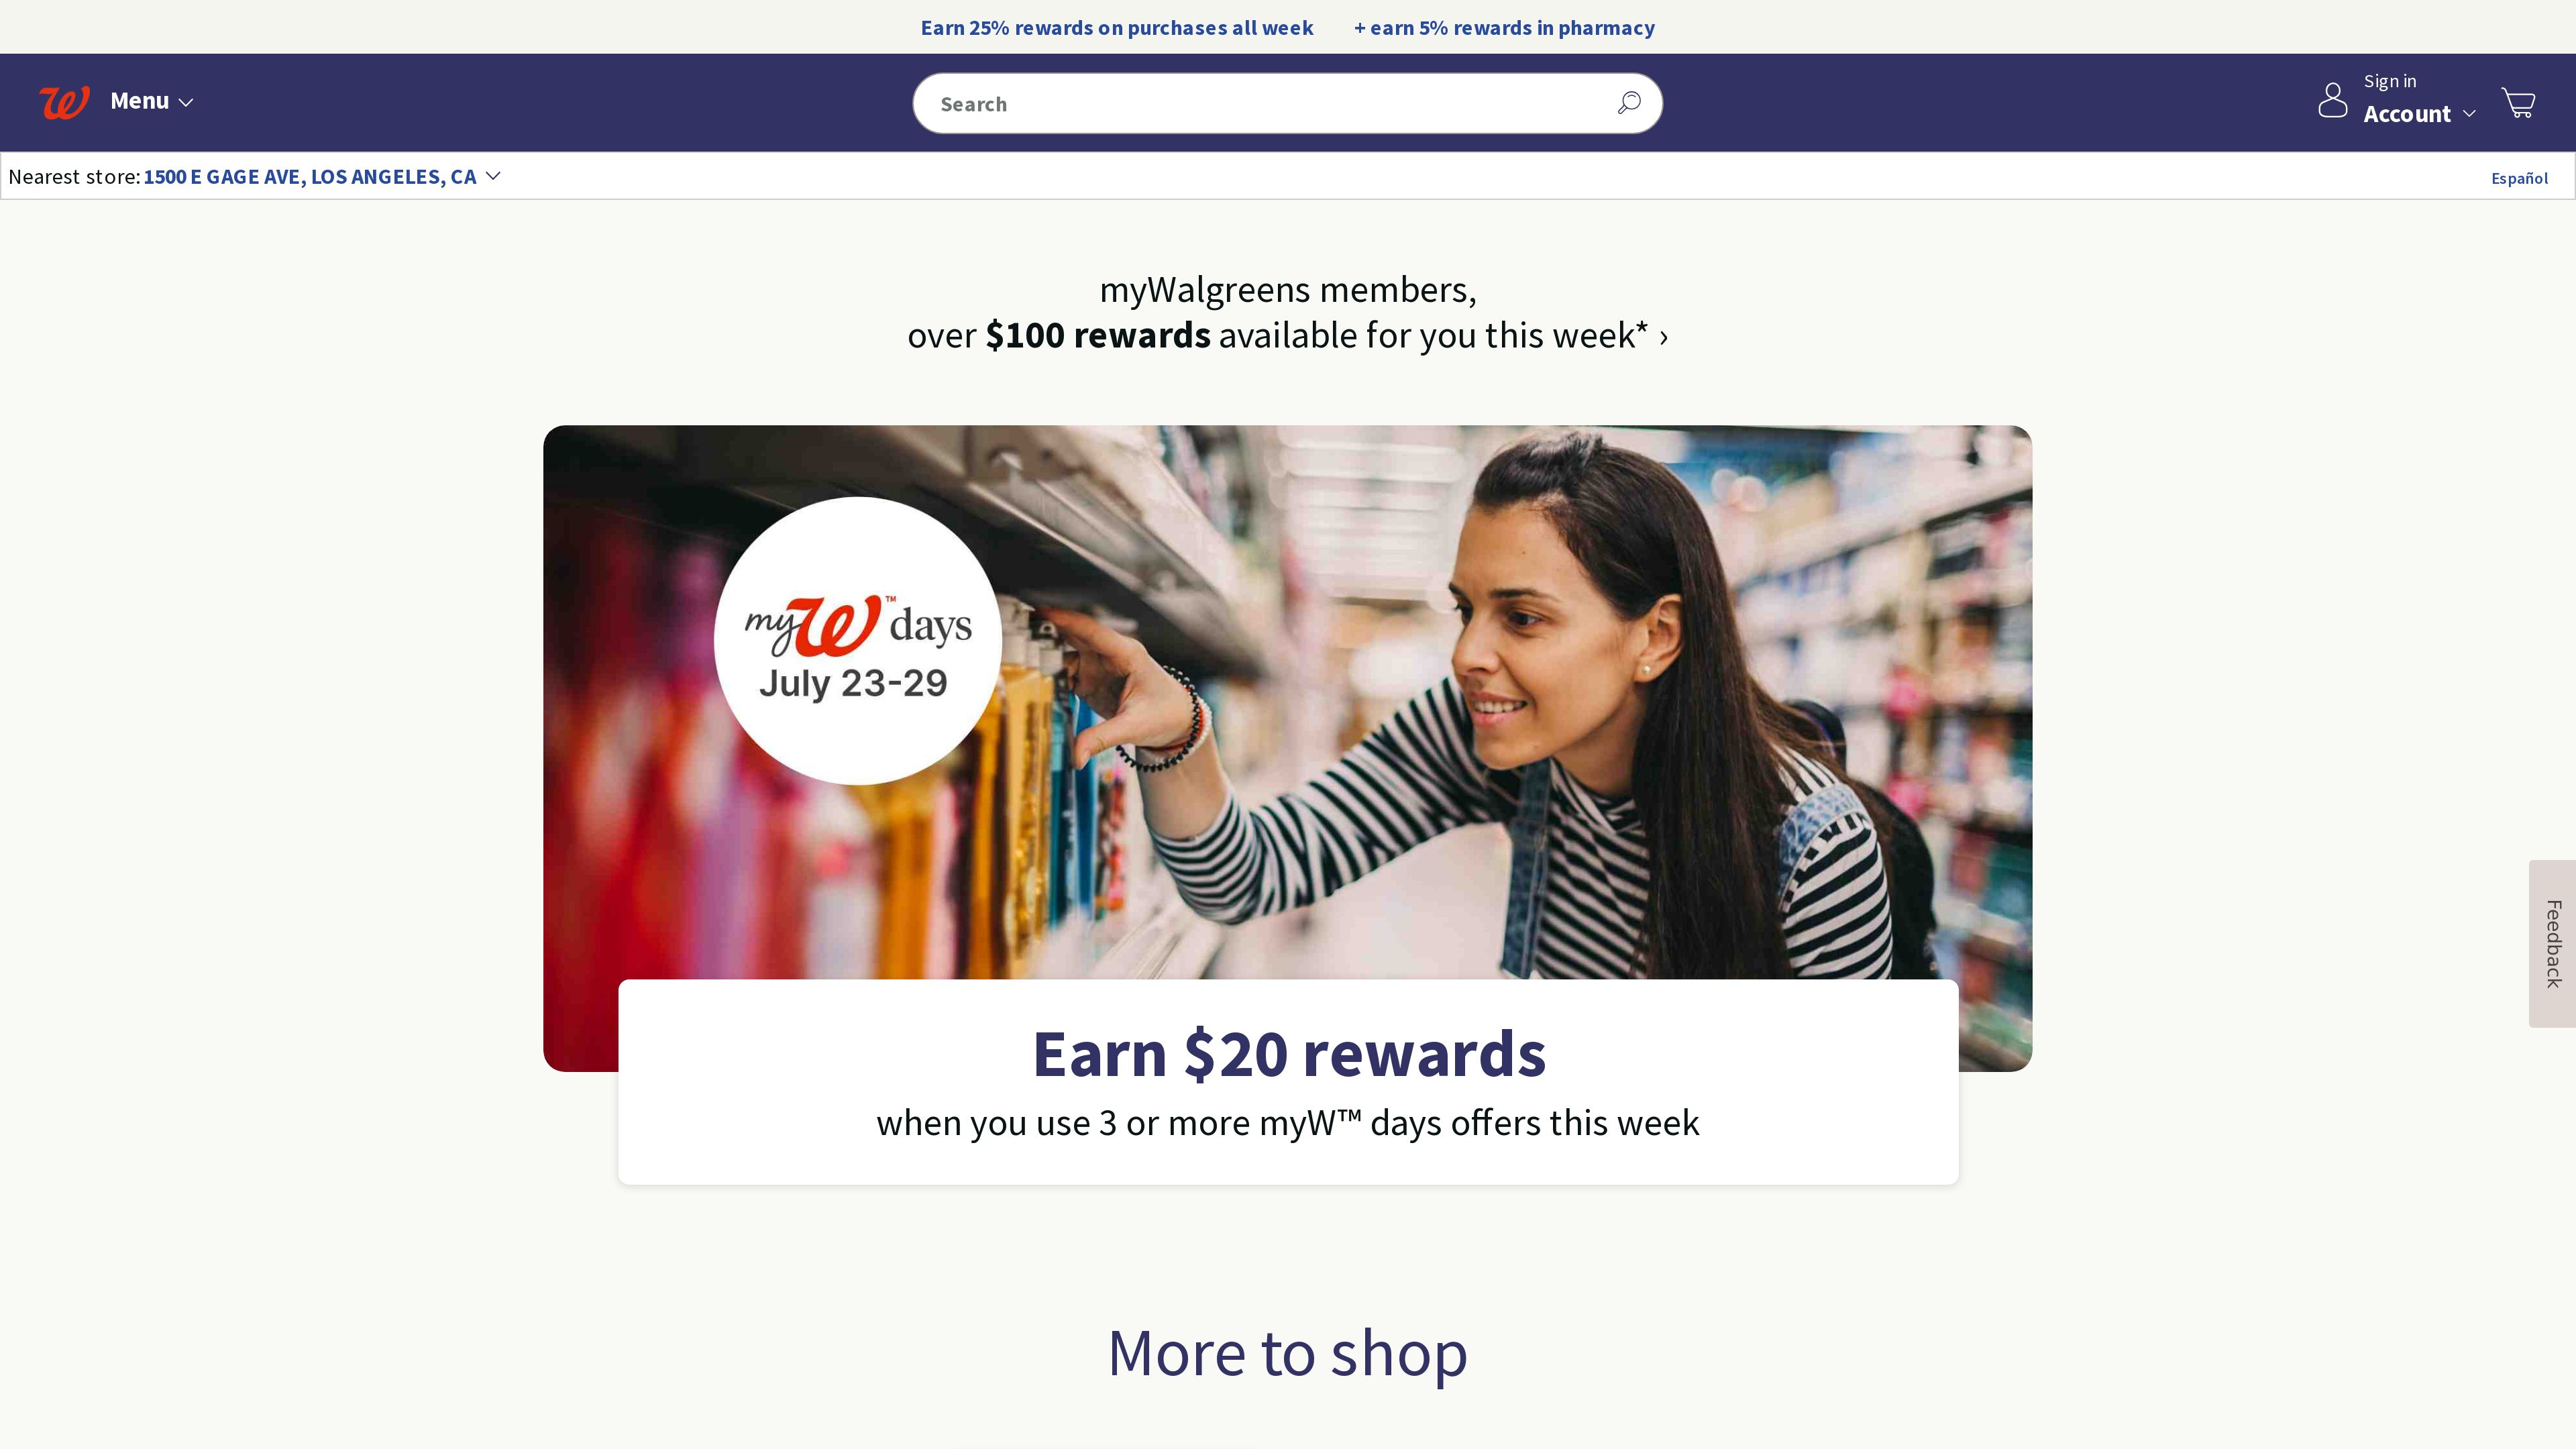 Earn 25% rewards on purchases all week + earn 5% rewards in pharmacy
Menu
Search
Sign in
Account
Nearest store: 1500 E GAGE AVE, LOS ANGELES, CA
Español
myWalgreens members,
over $100 rewards available for you this week* ›
myW™ days
July 23-29
Feedback
Earn $20 rewards
when you use 3 or more myW™ days offers this week
More to shop